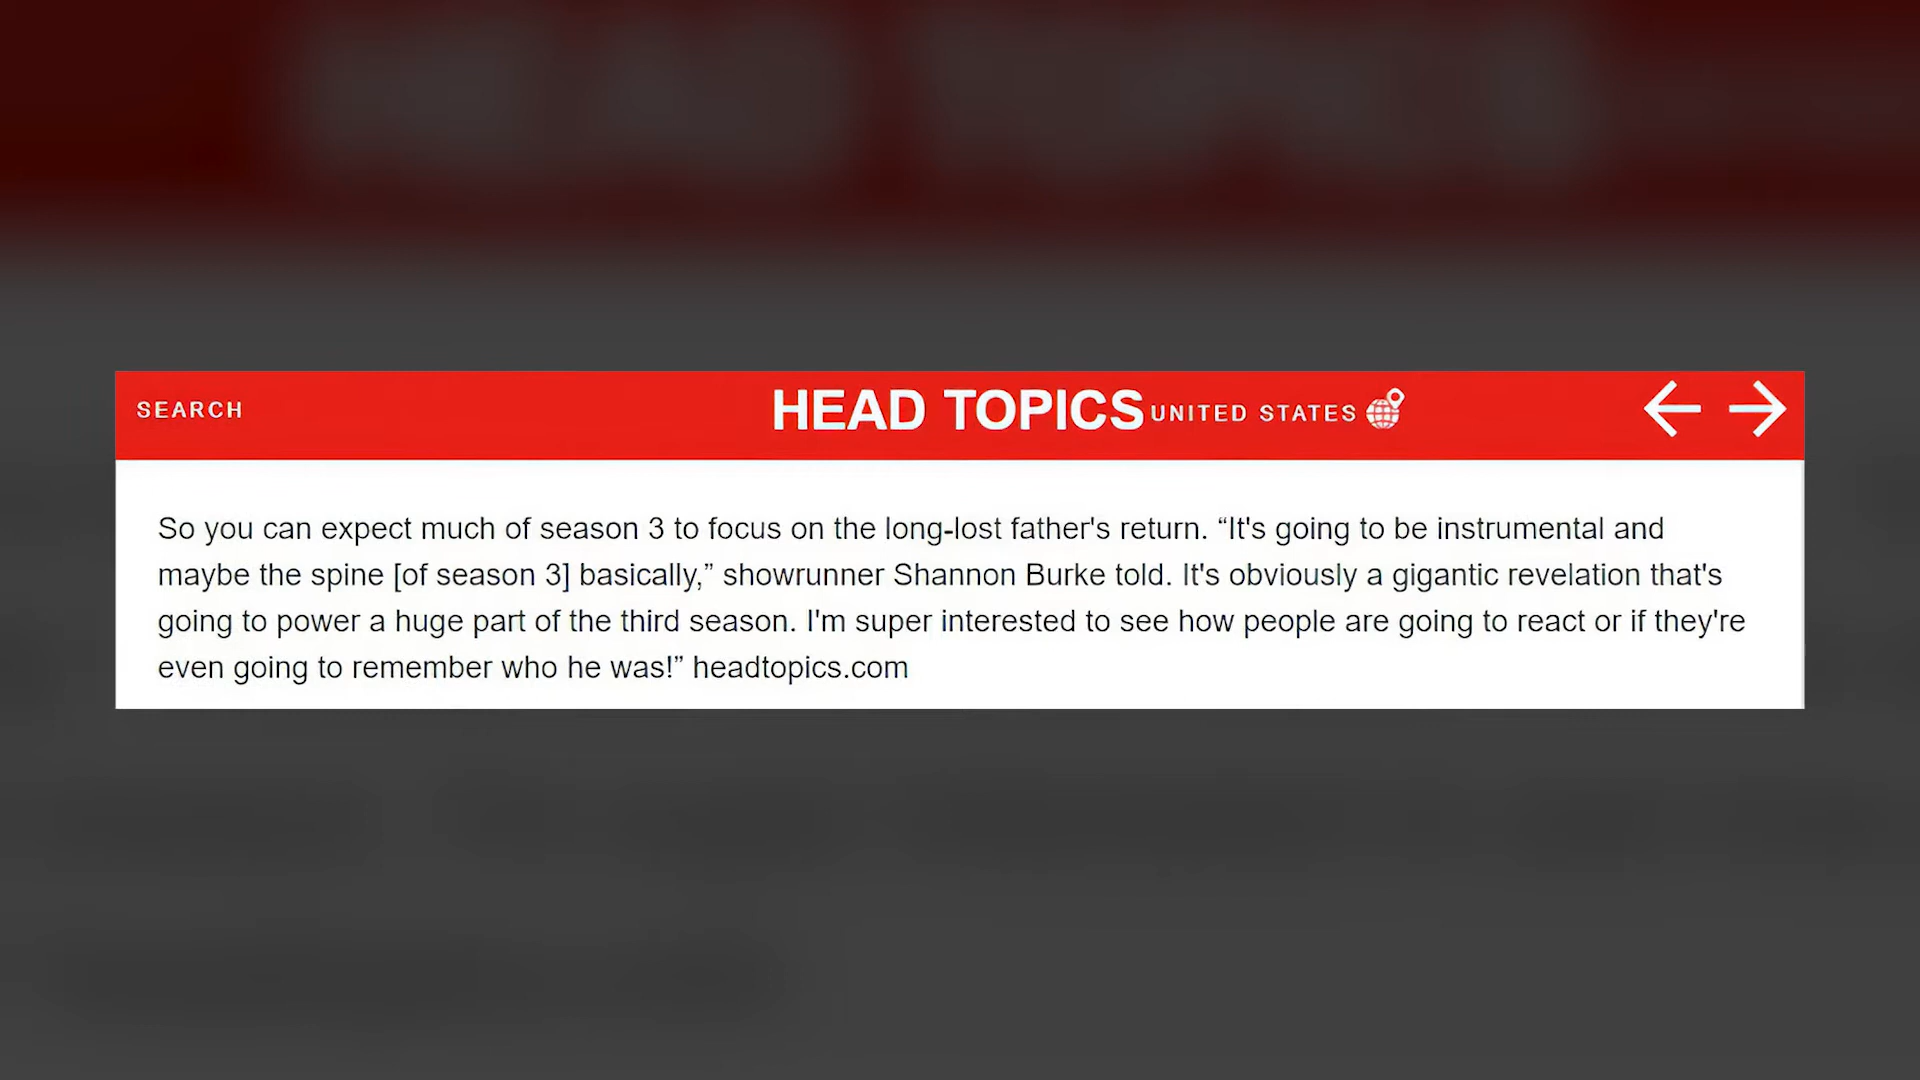 SEARCH
HEAD TOPICS UNITED STATES
So you can expect much of season 3 to focus on the long-lost father's return. “It's going to be instrumental and
maybe the spine [of season 3] basically,” showrunner Shannon Burke told. It's obviously a gigantic revelation that's
going to power a huge part of the third season. I'm super interested to see how people are going to react or if they're
even going to remember who he was!” headtopics.com